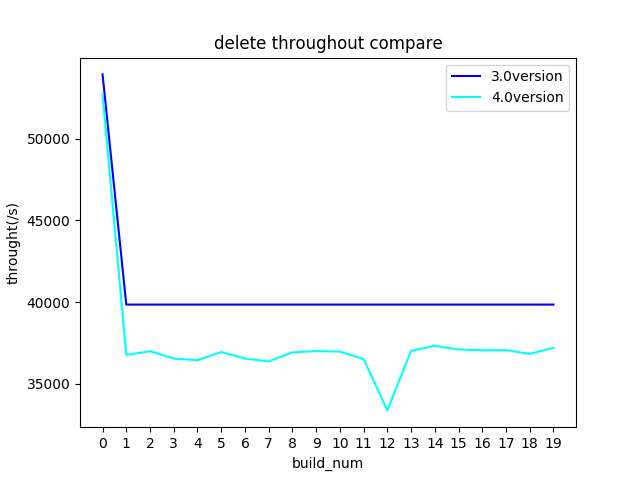 delete throughout compare
3.0version
4.0version
throught(/s)
50000
45000
40000
35000
0 1 2 3 4 5 6 7 8 9 10 11 12 13 14 15 16 17 18 19
build_num